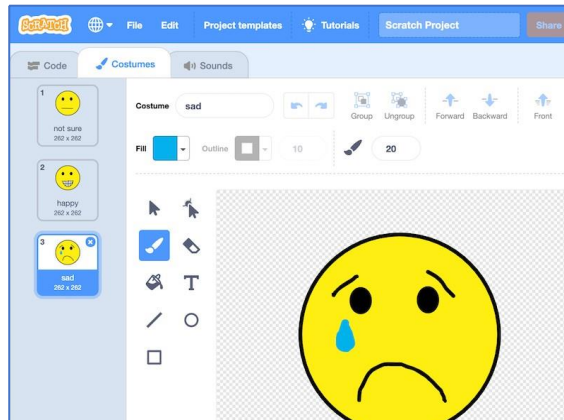 SCRATCH File Edit Project templates Tutorials Scratch Project Share
Code Costumes Sounds
1
not sure
262 x 262
2
happy
262 x 262
3
sad
262 x 262
Costume sad Group Ungroup Forward Backward Front
Fill Outline 10 20
T